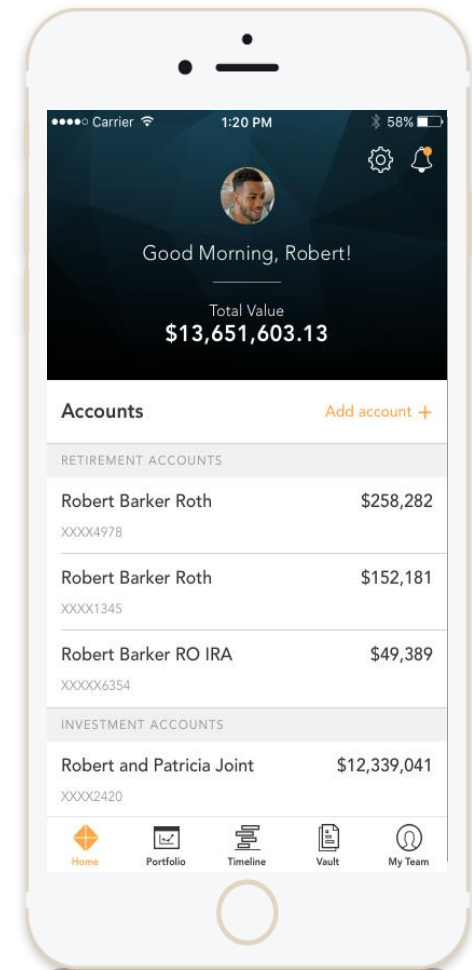 Carrier 1:20 PM 58%
Good Morning, Robert!
Total Value
$13,651,603.13
Accounts Add account +
RETIREMENT ACCOUNTS
Robert Barker Roth $258,282
XXXX4978
Robert Barker Roth $152,181
XXXX1345
Robert Barker RO IRA $49,389
XXXXX6354
INVESTMENT ACCOUNTS
Robert and Patricia Joint $12,339,041
XXXX2420
Home Portfolio Timeline Vault My Team